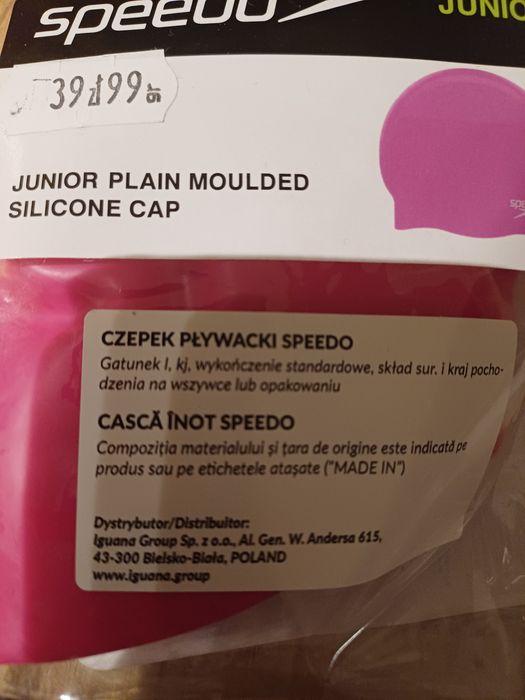 speedo
JUNIOR
39 zł 99 gr
JUNIOR PLAIN MOULDED
SILICONE CAP
CZEPEK PŁYWACKI SPEEDO
Gatunek I, kj, wykończenie standardowe, skład sur. i kraj pocho-
dzenia na wszywce lub opakowaniu
CASCĂ ÎNOT SPEEDO
Compoziția materialului și țara de origine este indicată pe
produs sau pe etichetele atașate ("MADE IN")
Dystrybutor/Distribuitor:
Iguana Group Sp. z o.o., Al. Gen. W. Andersa 615,
43-300 Bielsko-Biała, POLAND
www.iguana.group